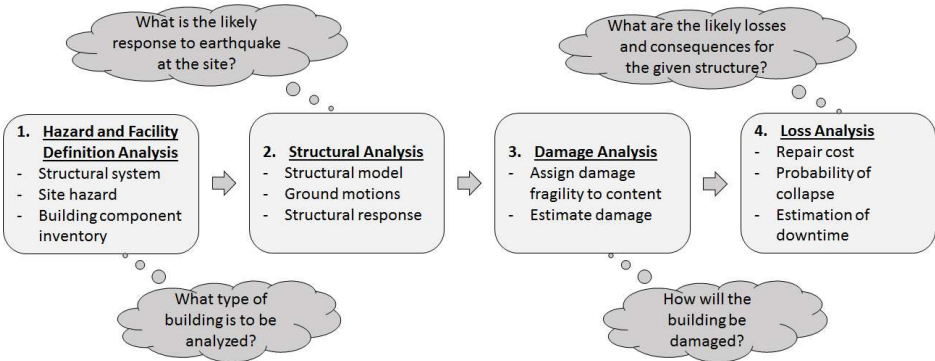 What is the likely
response to earthquake
at the site?
What are the likely losses
and consequences for
the given structure?
1. Hazard and Facility
Definition Analysis
- Structural system
- Site hazard
- Building component
inventory
2. Structural Analysis
- Structural model
- Ground motions
- Structural response
3. Damage Analysis
- Assign damage
fragility to content
- Estimate damage
4. Loss Analysis
- Repair cost
- Probability of
collapse
- Estimation of
downtime
What type of
building is to be
analyzed?
How will the
building be
damaged?